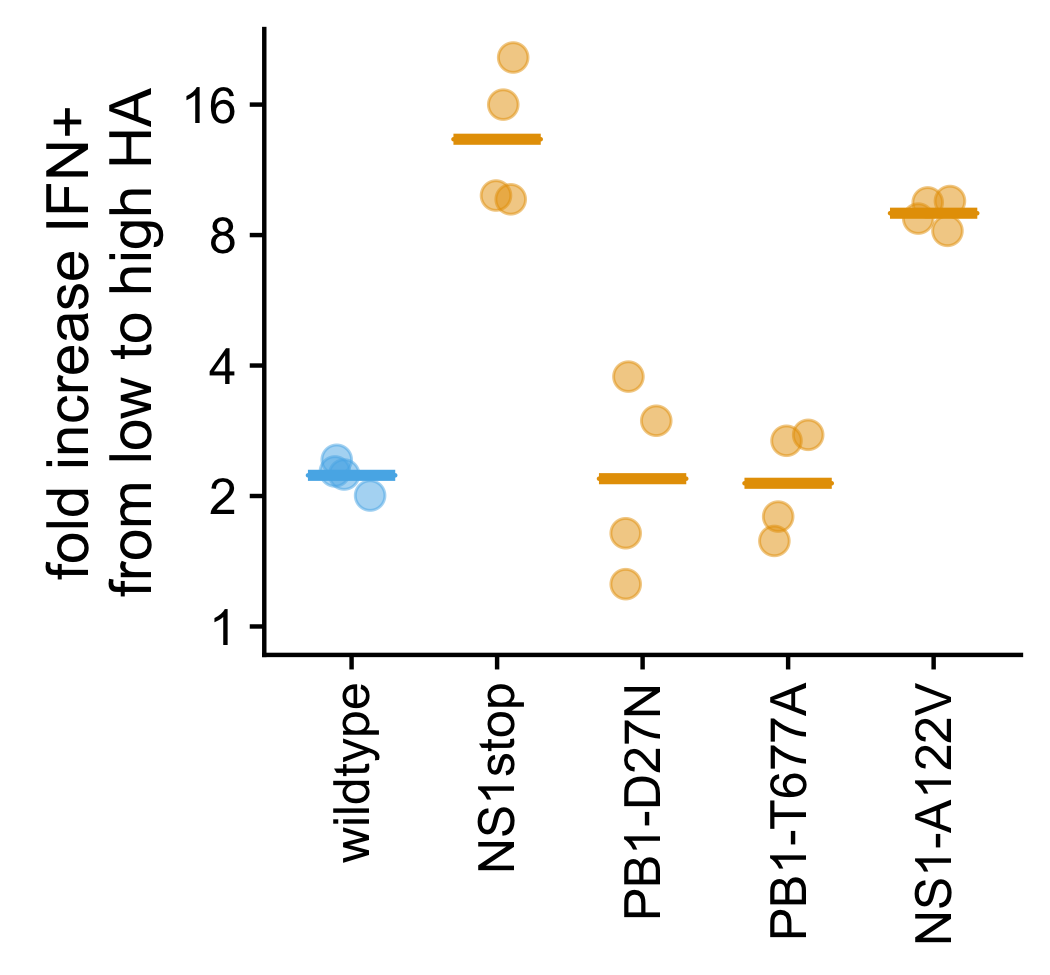 fold increase IFN+
from low to high HA
16
8
4
2
1
wildtype
NS1stop
PB1-D27N
PB1-T677A
NS1-A122V